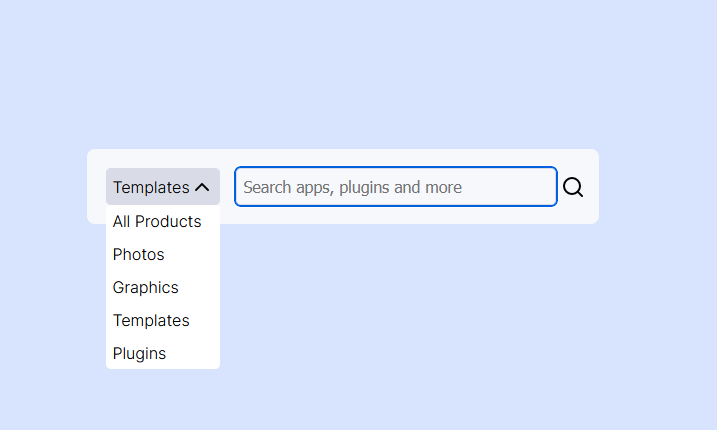 Templates
Search apps, plugins and more
All Products
Photos
Graphics
Templates
Plugins